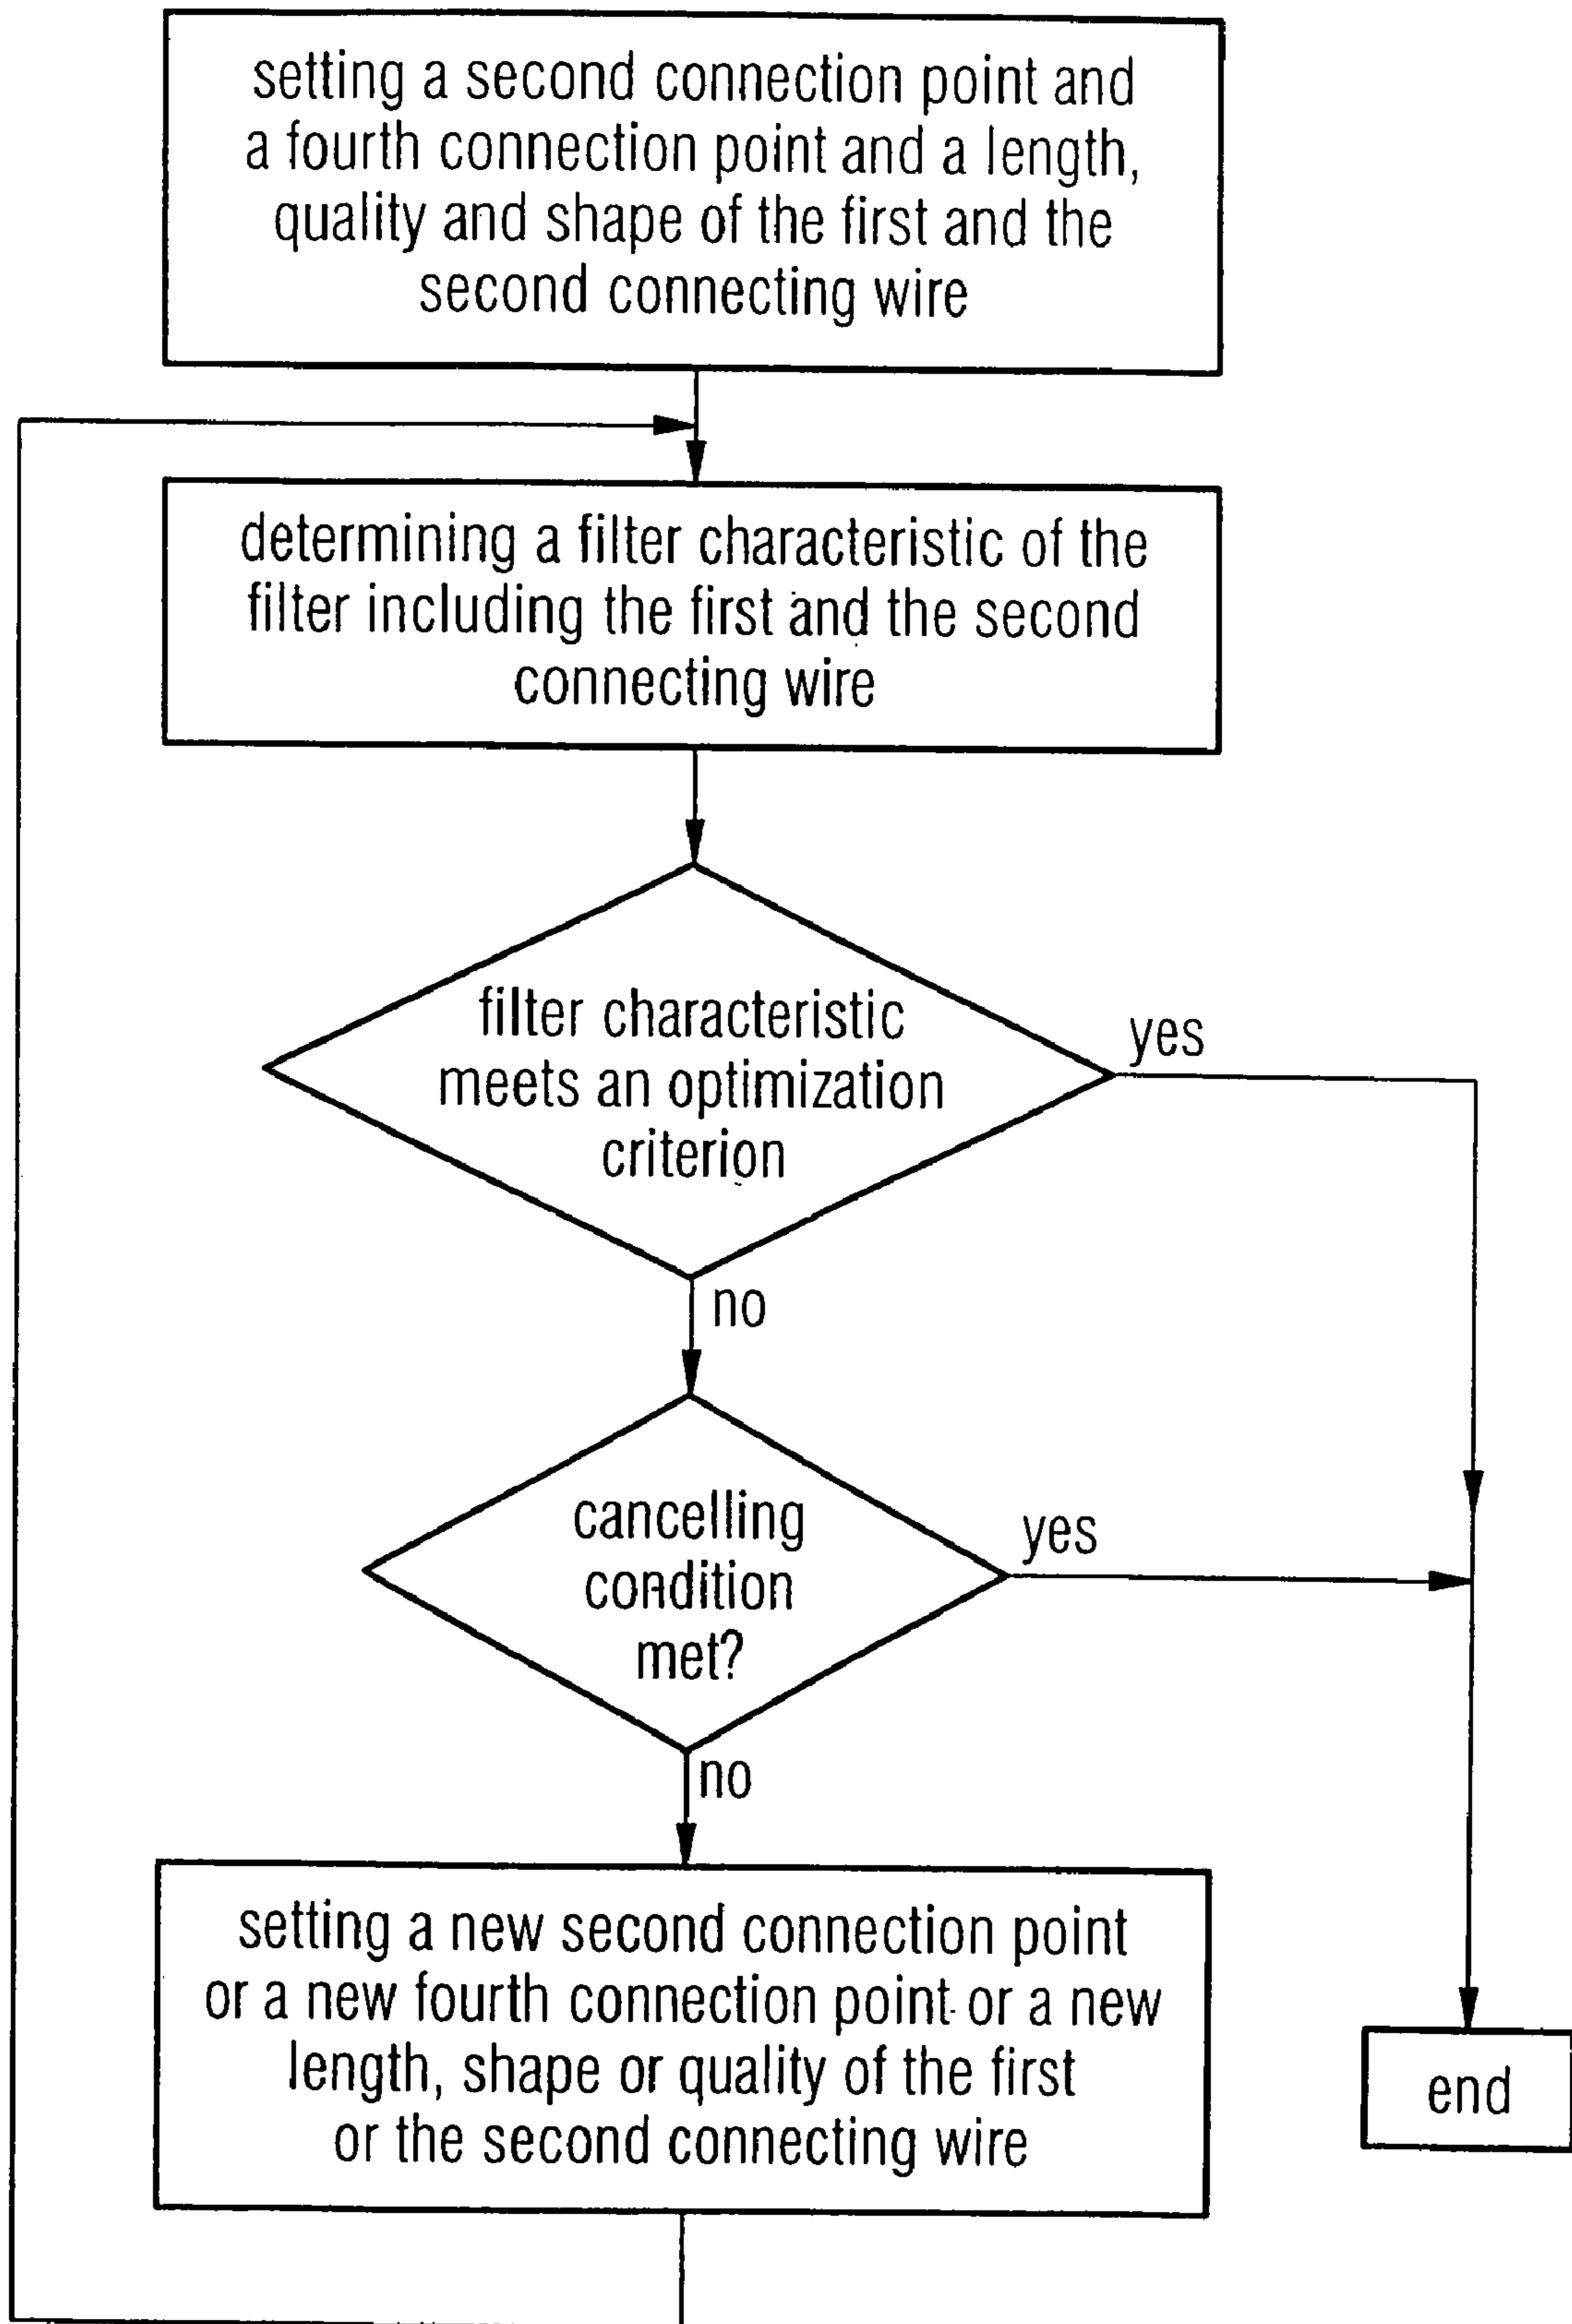 setting a second connection point and
a fourth connection point and a length,
quality and shape of the first and the
second connecting wire
determining a filter characteristic of the
filter including the first and the second
connecting wire
filter characteristic
meets an optimization
criterion
yes
no
cancelling
condition
met?
yes
no
setting a new second connection point
or a new fourth connection point or a new
length, shape or quality of the first
or the second connecting wire
end